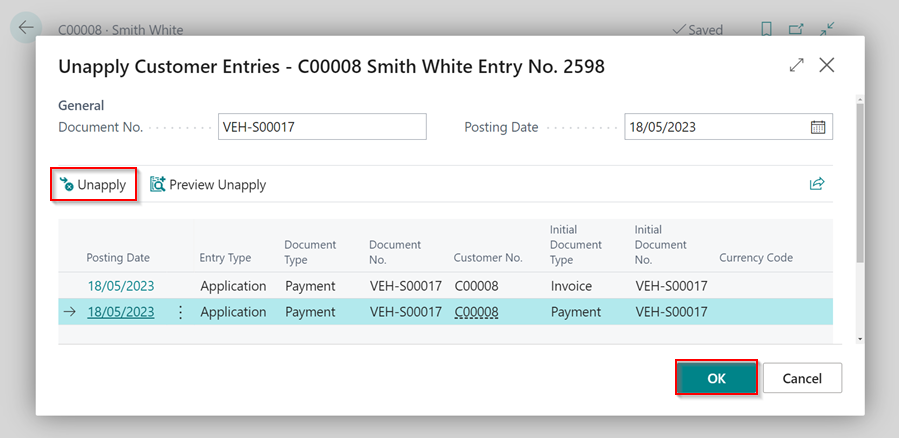 C00008 · Smith White
Saved
Unapply Customer Entries - C00008 Smith White Entry No. 2598
General
Document No. VEH-S00017 Posting Date 18/05/2023
Unapply Preview Unapply
Posting Date Entry Type Document Type Document No. Customer No. Initial Document Type Initial Document No. Currency Code
18/05/2023 Application Payment VEH-S00017 C00008 Invoice VEH-S00017
18/05/2023 Application Payment VEH-S00017 C00008 Payment VEH-S00017
OK Cancel